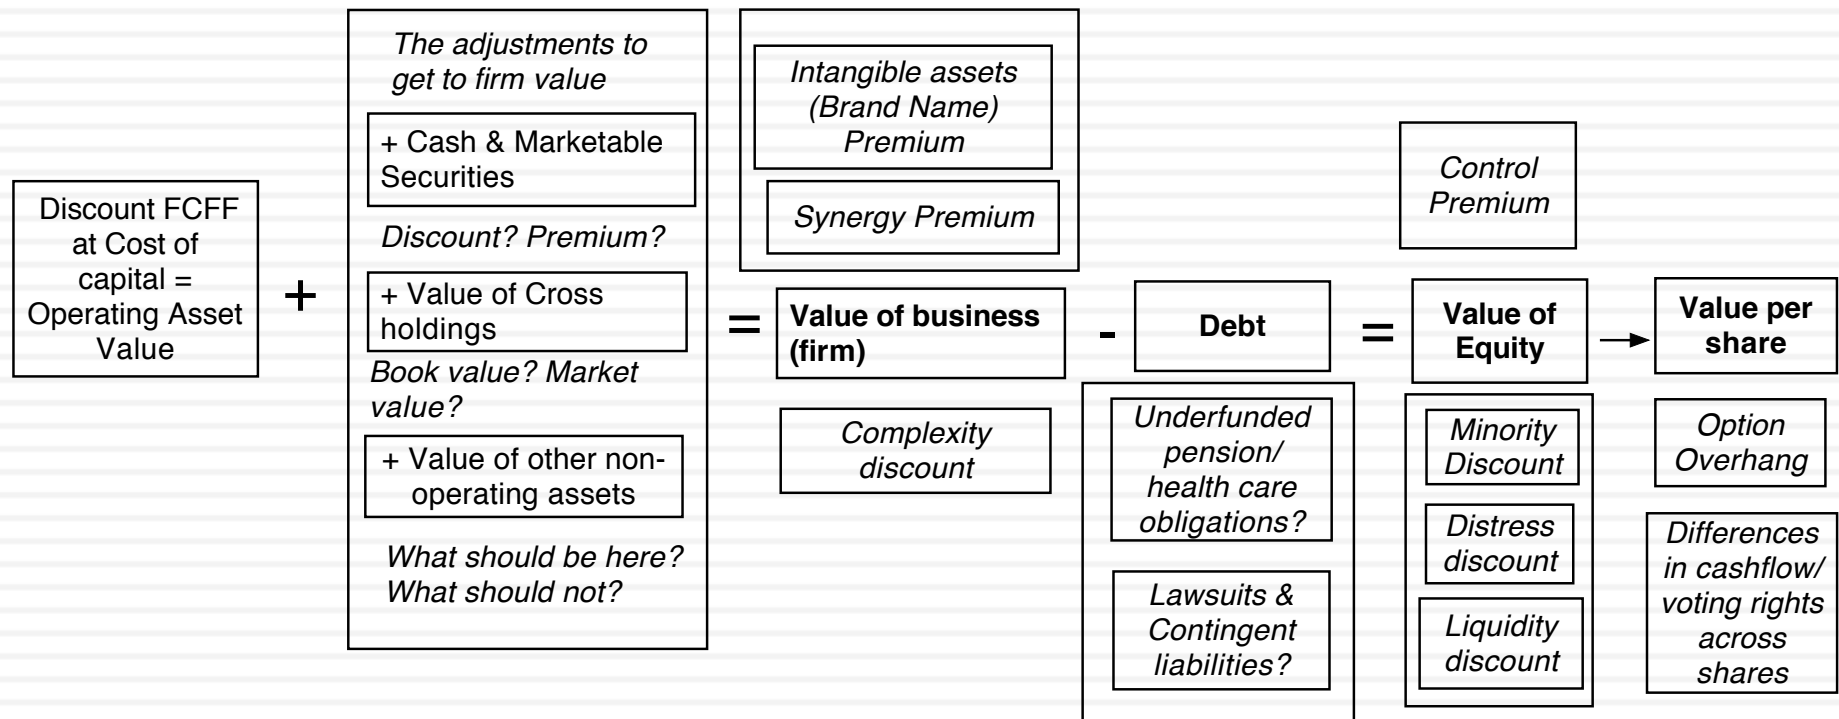 Discount FCFF
at Cost of
capital =
Operating Asset
Value
+
The adjustments to
get to firm value
+ Cash & Marketable
Securities
Discount? Premium?
+ Value of Cross
holdings
Book value? Market
value?
+ Value of other non-
operating assets
What should be here?
What should not?
=
Intangible assets
(Brand Name)
Premium
Synergy Premium
Value of business
(firm)
Complexity
discount
-
Debt
Underfunded
pension/
health care
obligations?
Lawsuits &
Contingent
liabilities?
=
Control
Premium
Value of
Equity
Minority
Discount
Distress
discount
Liquidity
discount
Value per
share
Option
Overhang
Differences
in cashflow/
voting rights
across
shares